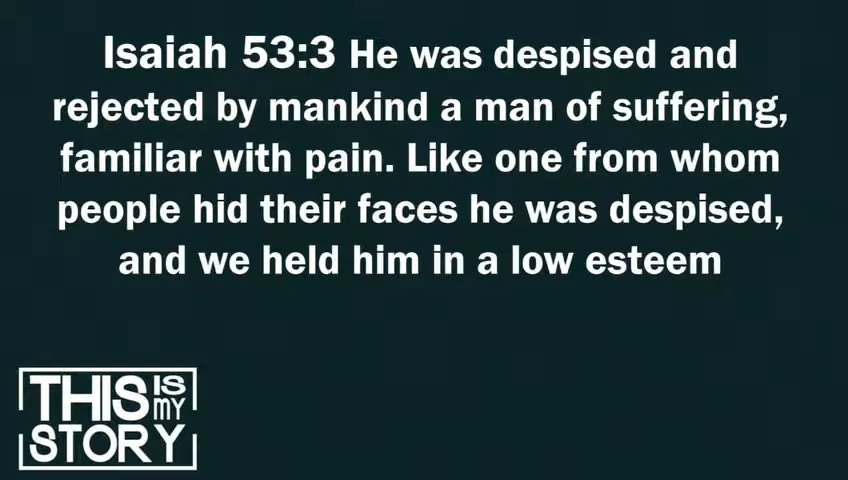 Isaiah 53:3 He was despised and
rejected by mankind a man of suffering,
familiar with pain. Like one from whom
people hid their faces he was despised,
and we held him in a low esteem
THIS IS MY
STORY